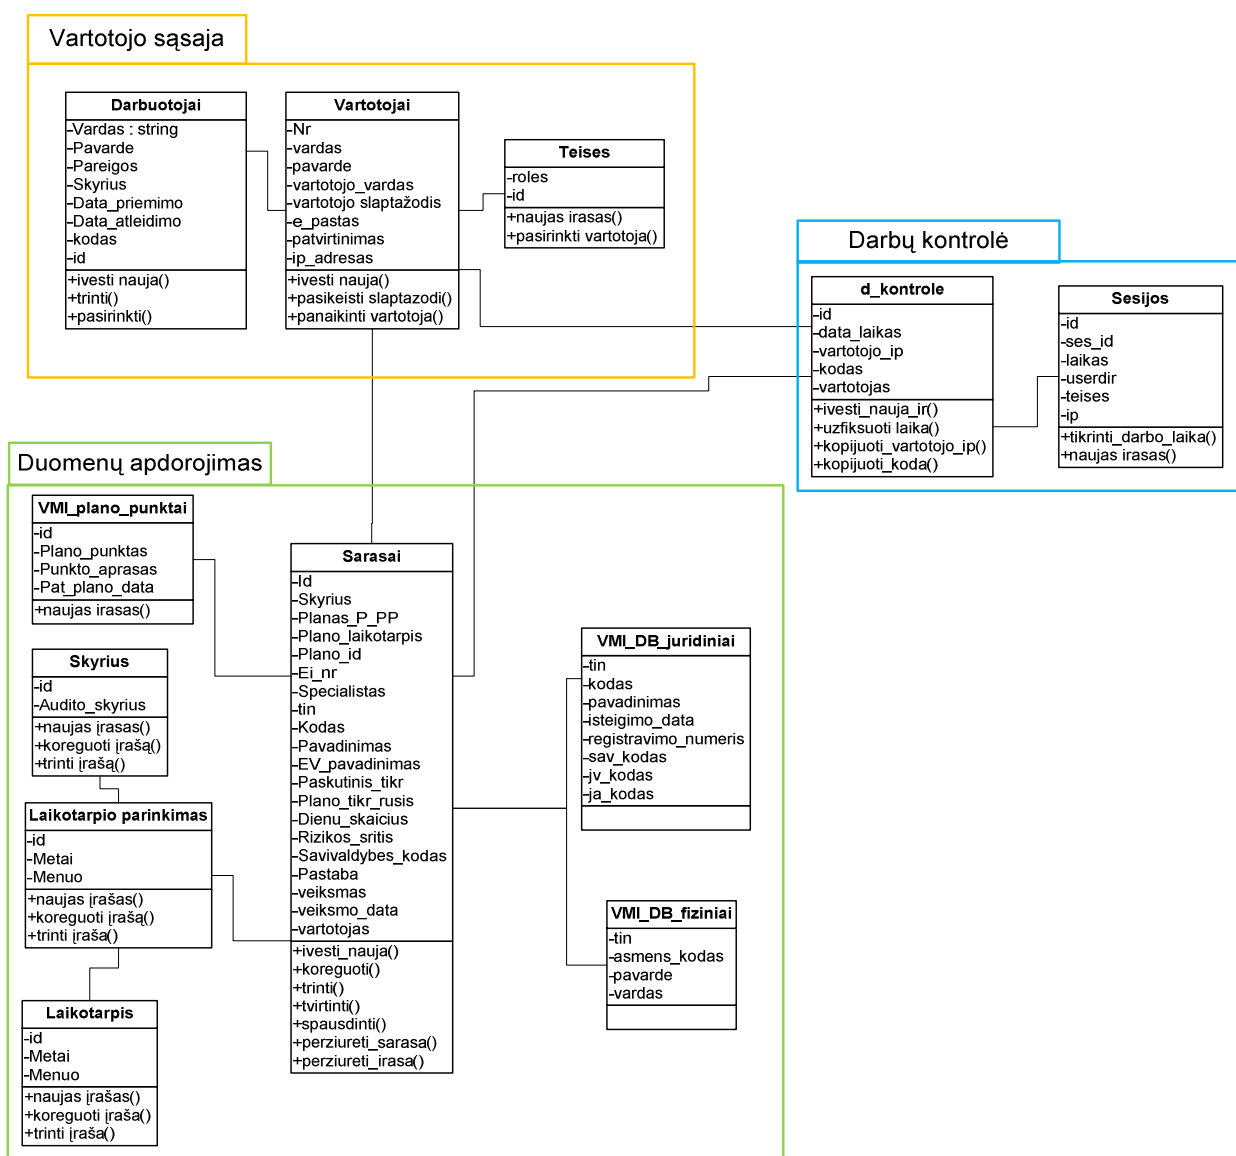 Vartotojo sąsaja
Darbuotojai
-Vardas : string
-Pavarde
-Pareigos
-Skyrius
-Data_priemimo
-Data_atleidimo
-kodas
-id
+ivesti nauja()
+trinti()
+pasirinkti()
Vartotojai
-Nr
-vardas
-pavarde
-vartotojo_vardas
-vartotojo slaptažodis
-e_pastas
-patvirtinimas
-ip_adresas
+ivesti nauja()
+pasikeisti slaptazodi()
+panaikinti vartotoja()
Teises
-roles
-id
+naujas irasas()
+pasirinkti vartotoja()
Darbų kontrolė
d_kontrole
-id
-data_laikas
-vartotojo_ip
-kodas
-vartotojas
+ivesti_nauja_ir()
+uzfiksuoti laika()
+kopijuoti_vartotojo_ip()
+kopijuoti_koda()
Sesijos
-id
-ses_id
-laikas
-userdir
-teises
-ip
+tikrinti_darbo_laika()
+naujas irasas()
Duomenų apdorojimas
VMI_plano_punktai
-id
-Plano_punktas
-Punkto_aprasas
-Pat_plano_data
+naujas irasas()
Skyrius
-id
-Audito_skyrius
+naujas įrasas()
+koreguoti įrašą()
+trinti įrašą()
Laikotarpio parinkimas
-id
-Metai
-Menuo
+naujas įrašas()
+koreguoti įrašą()
+trinti įraša()
Laikotarpis
-id
-Metai
-Menuo
+naujas įrašas()
+koreguoti įraša()
+trinti įraša()
Sarasai
-Id
-Skyrius
-Planas_P_PP
-Plano_laikotarpis
-Plano_id
-Ei_nr
-Specialistas
-tin
-Kodas
-Pavadinimas
-EV_pavadinimas
-Paskutinis_tikr
-Plano_tikr_rusis
-Dienu_skaicius
-Rizikos_sritis
-Savivaldybes_kodas
-Pastaba
-veiksmas
-veiksmo_data
-vartotojas
+ivesti_nauja()
+koreguoti()
+trinti()
+tvirtinti()
+spausdinti()
+perziureti_sarasa()
+perziureti_irasa()
VMI_DB_juridiniai
-tin
-kodas
-pavadinimas
-isteigimo_data
-registravimo_numeris
-sav_kodas
-jv_kodas
-ja_kodas
VMI_DB_fiziniai
-tin
-asmens_kodas
-pavarde
-vardas